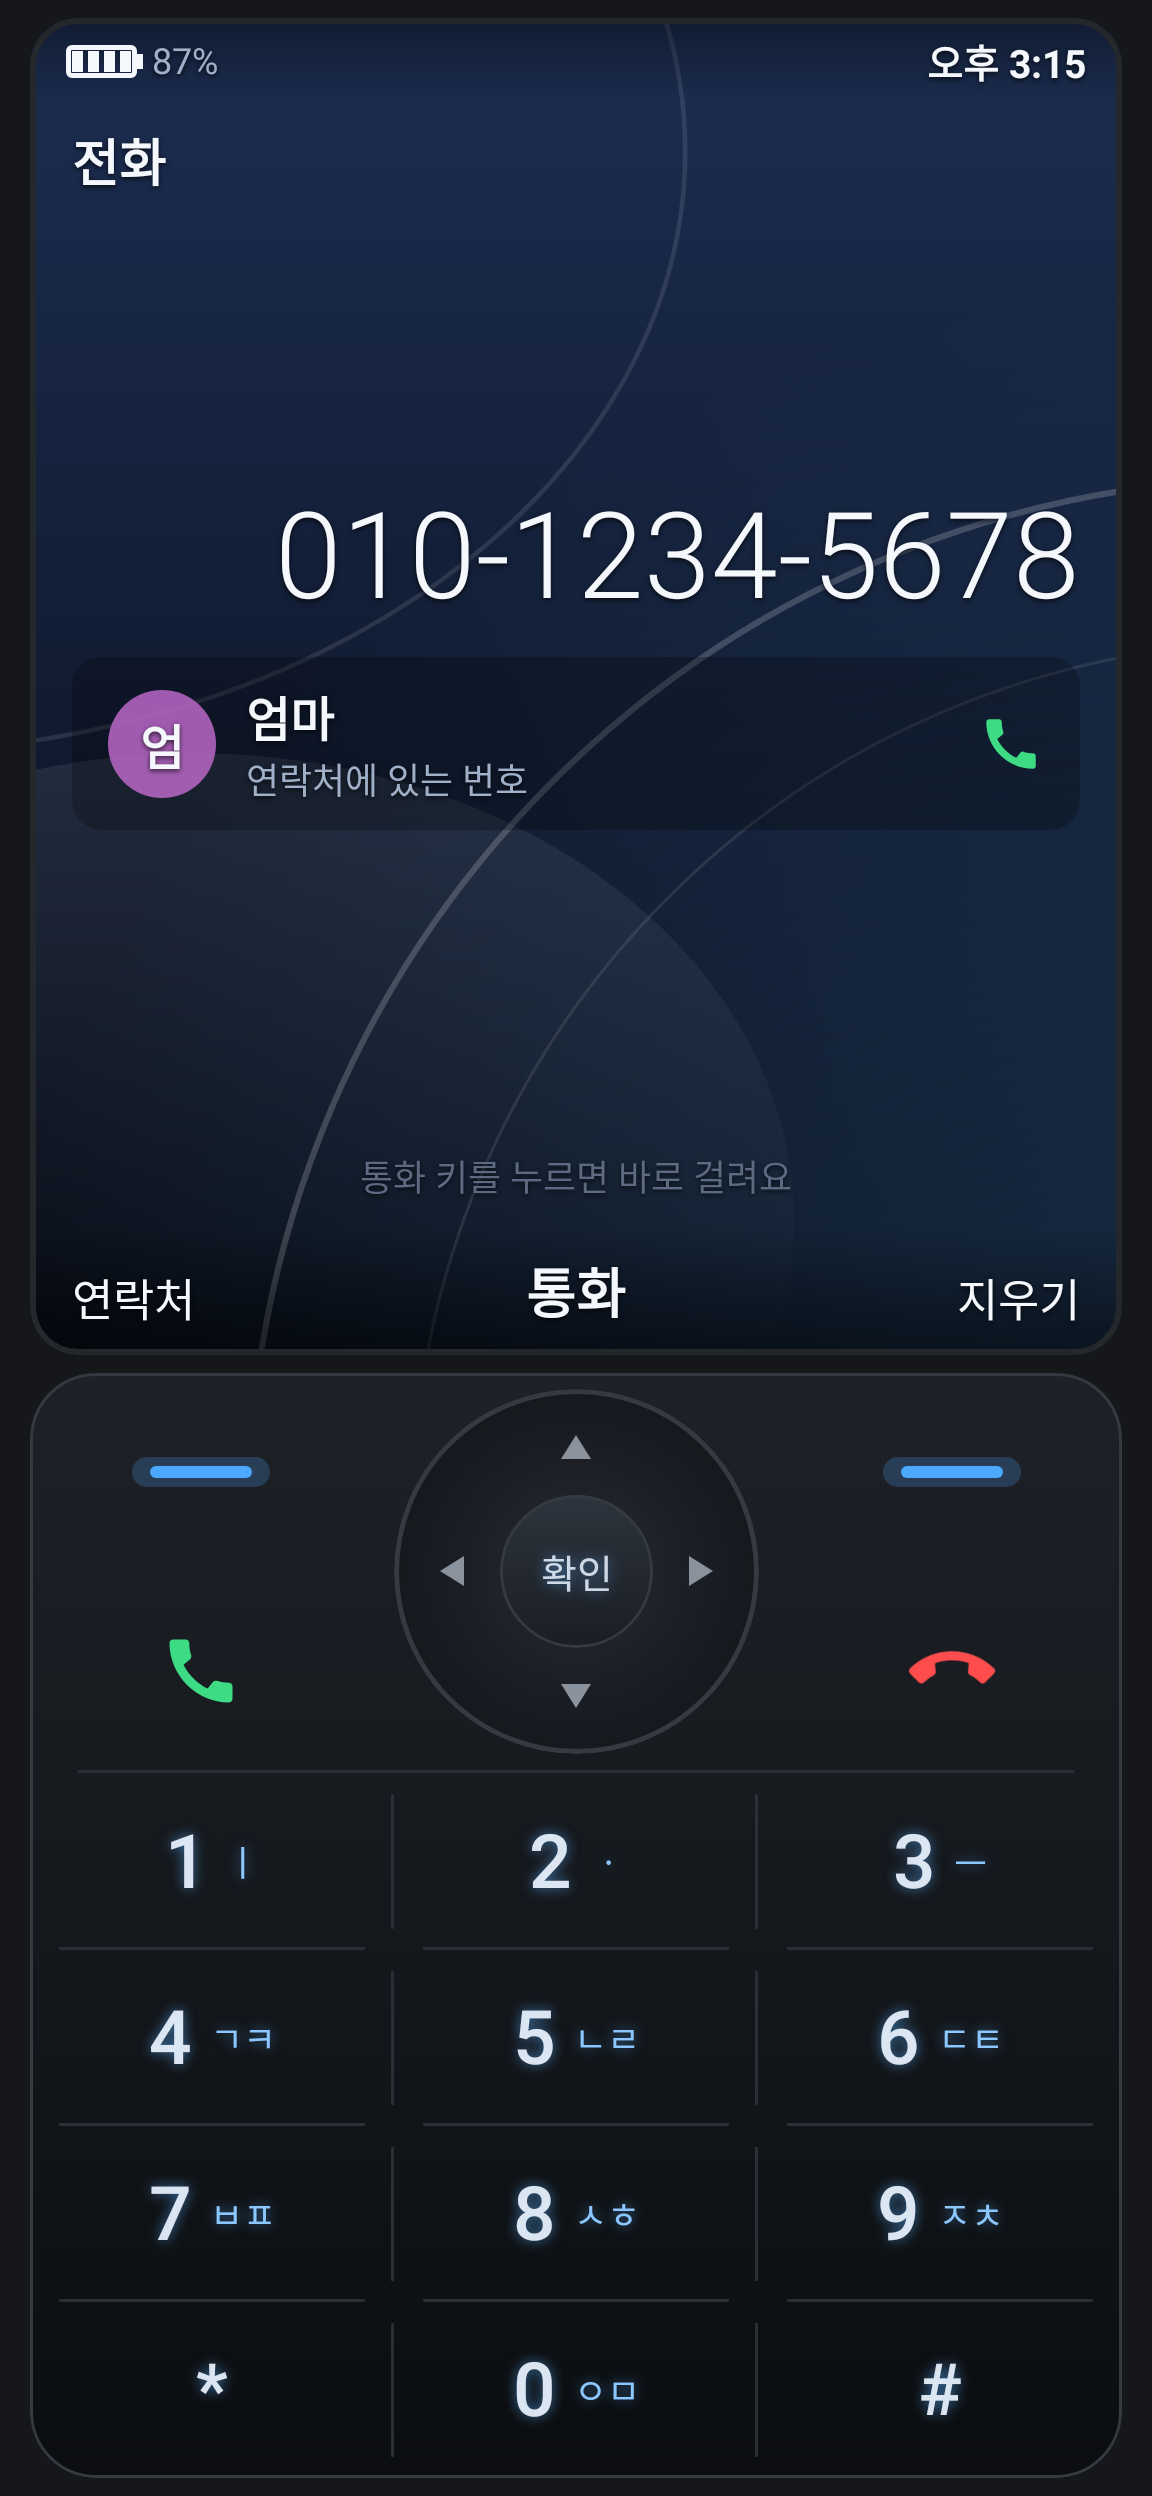 87% 오후 3:15
전화
010-1234-5678
엄 엄마
연락처에 있는 번호
통화 키를 누르면 바로 걸려요
연락처 통화 지우기
확인
1 ㅣ 2 · 3 ㅡ
4 ㄱㅋ 5 ㄴㄹ 6 ㄷㅌ
7 ㅂㅍ 8 ㅅㅎ 9 ㅈㅊ
* 0 ㅇㅁ #